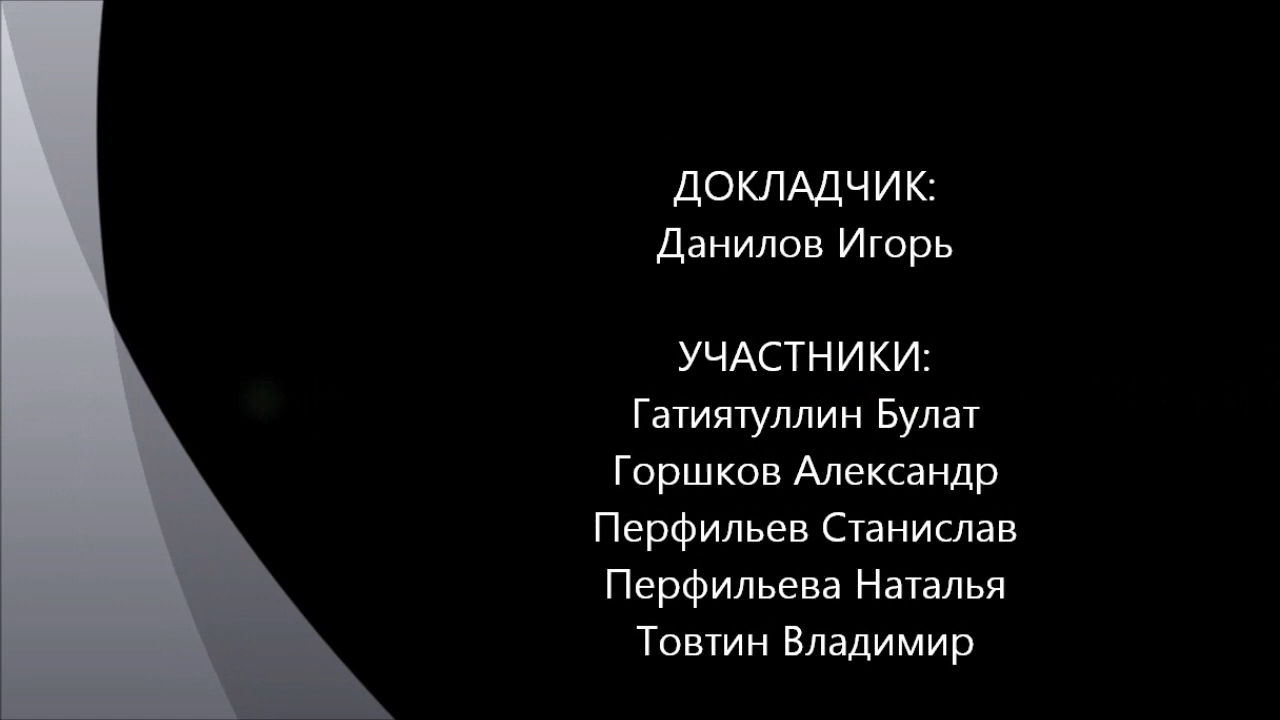 ДОКЛАДЧИК:
Данилов Игорь
УЧАСТНИКИ:
Гатиятуллин Булат
Горшков Александр
Перфильев Станислав
Перфильева Наталья
Товтин Владимир